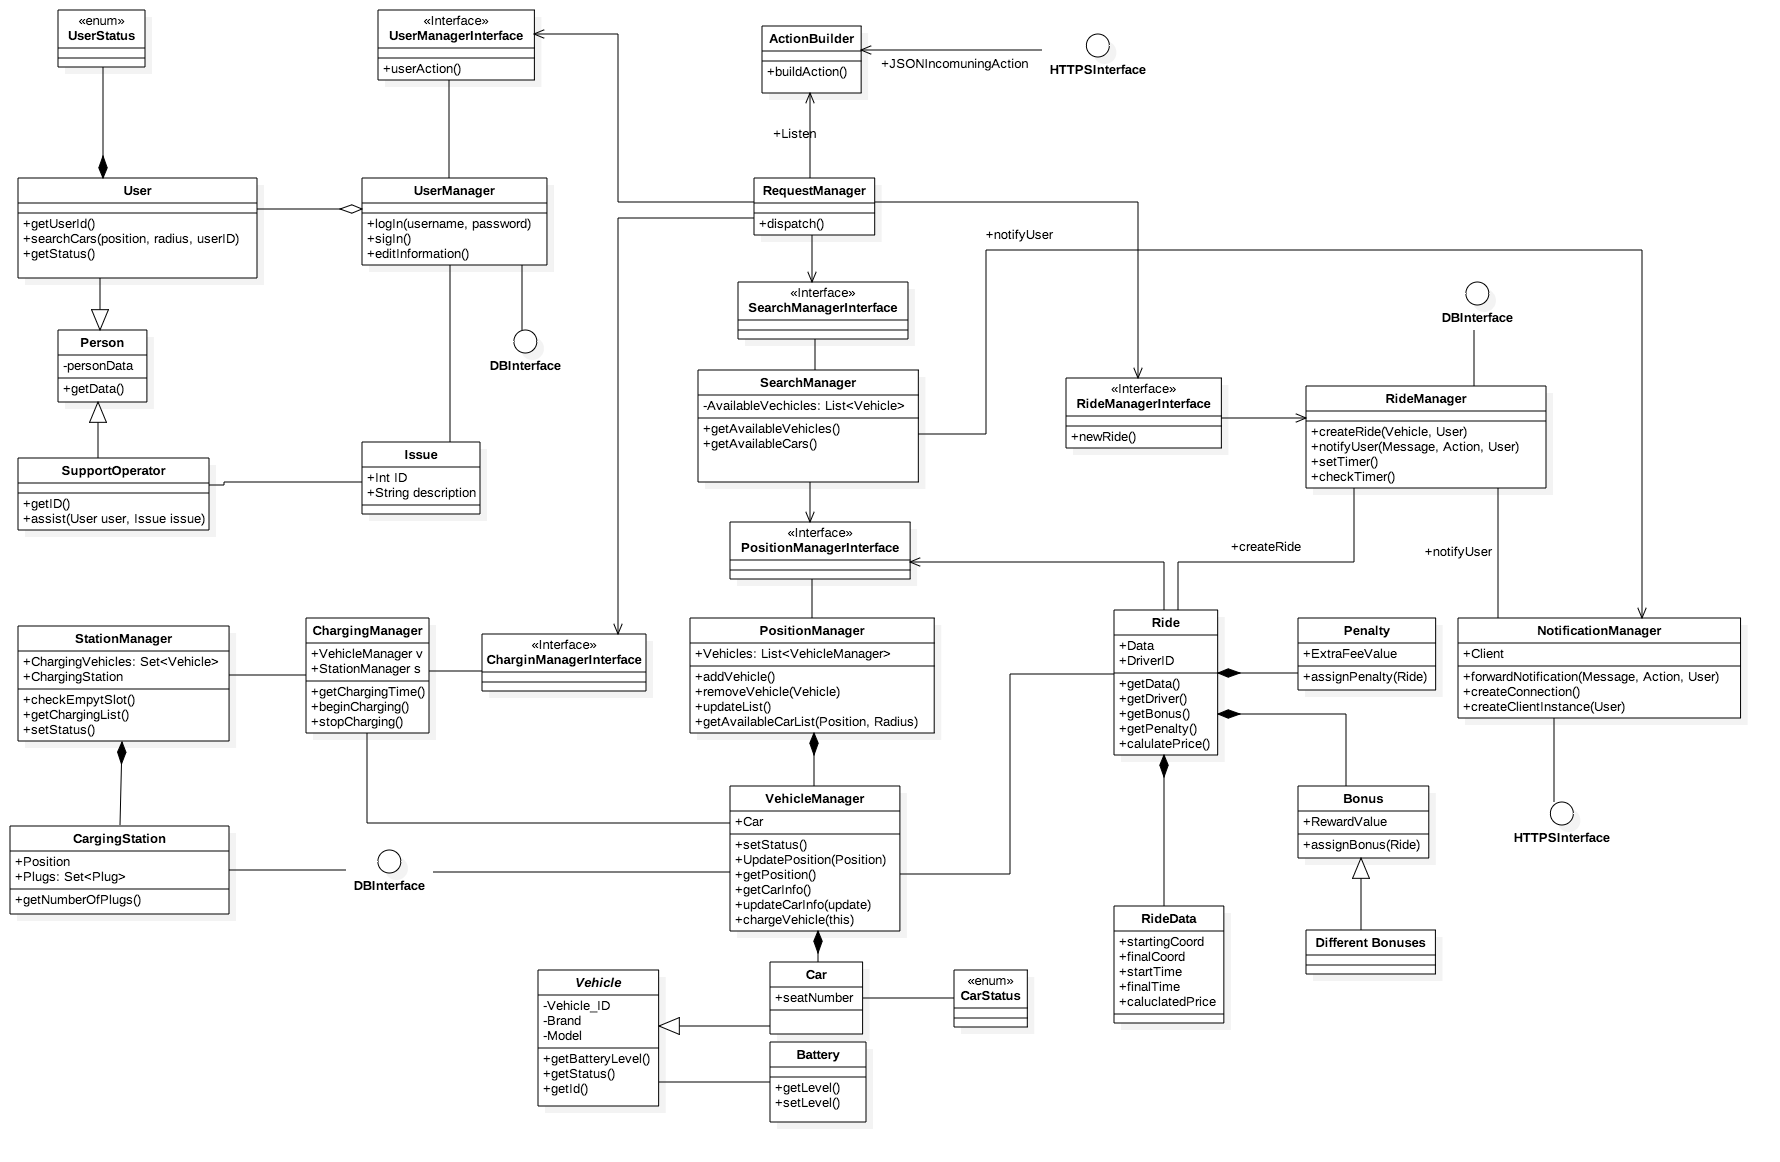 «enum»
UserStatus
«Interface»
UserManagerInterface
+userAction()
ActionBuilder
+buildAction()
+JSONIncomuningAction
HTTPSInterface
+Listen
User
+getUserId()
+searchCars(position, radius, userID)
+getStatus()
UserManager
+logIn(username, password)
+sigIn()
+editInformation()
RequestManager
+dispatch()
+notifyUser
«Interface»
SearchManagerInterface
DBInterface
Person
-personData
+getData()
DBInterface
SearchManager
-AvailableVechicles: List<Vehicle>
+getAvailableVehicles()
+getAvailableCars()
«Interface»
RideManagerInterface
+newRide()
RideManager
+createRide(Vehicle, User)
+notifyUser(Message, Action, User)
+setTimer()
+checkTimer()
SupportOperator
+getID()
+assist(User user, Issue issue)
Issue
+Int ID
+String description
«Interface»
PositionManagerInterface
+createRide
+notifyUser
StationManager
+ChargingVehicles: Set<Vehicle>
+ChargingStation
+checkEmpytSlot()
+getChargingList()
+setStatus()
ChargingManager
+VehicleManager v
+StationManager s
+getChargingTime()
+beginCharging()
+stopCharging()
«Interface»
CharginManagerInterface
PositionManager
+Vehicles: List<VehicleManager>
+addVehicle()
+removeVehicle(Vehicle)
+updateList()
+getAvailableCarList(Position, Radius)
Ride
+Data
+DriverID
+getData()
+getDriver()
+getBonus()
+getPenalty()
+calulatePrice()
Penalty
+ExtraFeeValue
+assignPenalty(Ride)
NotificationManager
+Client
+forwardNotification(Message, Action, User)
+createConnection()
+createClientInstance(User)
CargingStation
+Position
+Plugs: Set<Plug>
+getNumberOfPlugs()
DBInterface
VehicleManager
+Car
+setStatus()
+UpdatePosition(Position)
+getPosition()
+getCarInfo()
+updateCarInfo(update)
+chargeVehicle(this)
Bonus
+RewardValue
+assignBonus(Ride)
HTTPSInterface
RideData
+startingCoord
+finalCoord
+startTime
+finalTime
+caluclatedPrice
Different Bonuses
Vehicle
-Vehicle_ID
-Brand
-Model
+getBatteryLevel()
+getStatus()
+getId()
Car
+seatNumber
«enum»
CarStatus
Battery
+getLevel()
+setLevel()